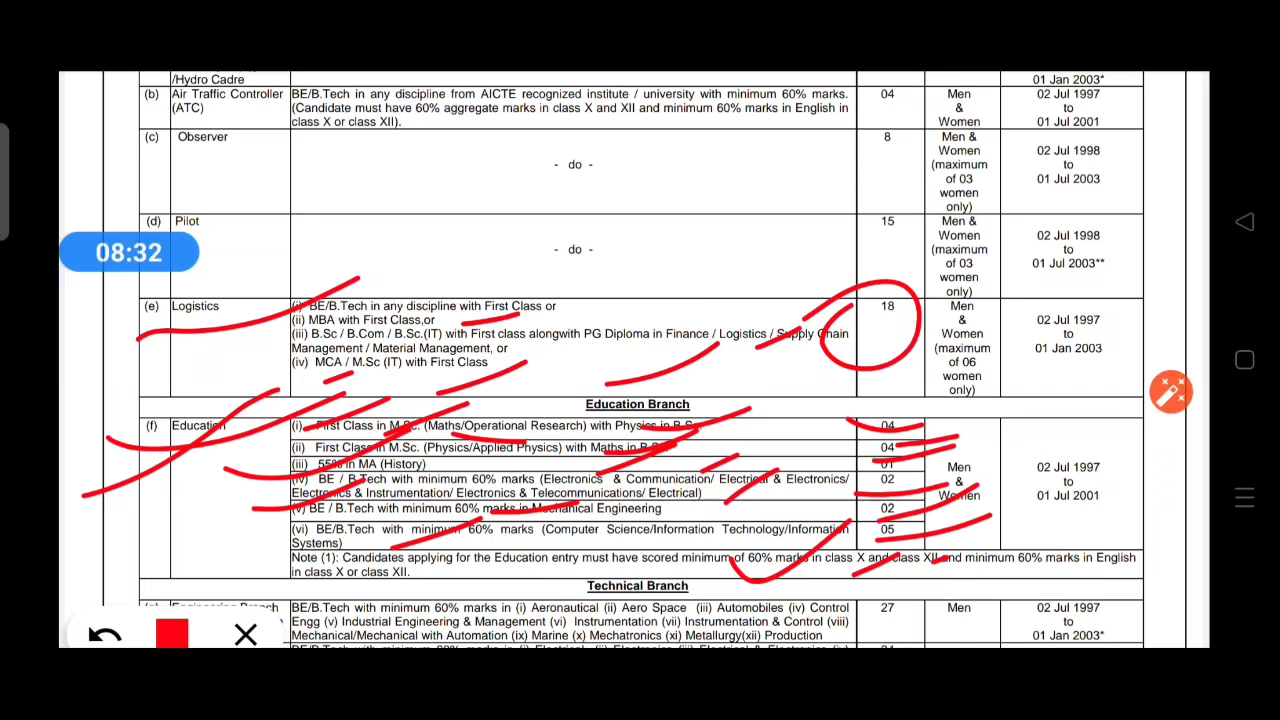 /Hydro Cadre 01 Jan 2003*
(b) Air Traffic Controller BE/B.Tech in any discipline from AICTE recognized institute / university with minimum 60% marks. 04 Men 02 Jul 1997
(ATC) (Candidate must have 60% aggregate marks in class X and XII and minimum 60% marks in English & to
in class X or class XII). Women 01 Jul 2001
(c) Observer 8 Men &
Women 02 Jul 1998
- do - (maximum to
of 03 01 Jul 2003
women
only)
(d) Pilot 15 Men &
Women 02 Jul 1998
08:32 - do - (maximum to
of 03 01 Jul 2003**
women
only)
(e) Logistics (i) BE/B.Tech in any discipline with First Class or 18 Men
(ii) MBA with First Class,or & 02 Jul 1997
(iii) B.Sc / B.Com / B.Sc.(IT) with First class alongwith PG Diploma in Finance / Logistics / Supply Chain Women to
Management / Material Management, or (maximum 01 Jan 2003
(iv) MCA / M.Sc (IT) with First Class of 06
women
only)
Education Branch
(f) Education (i) First Class in M.Sc. (Maths/Operational Research) with Physics in B.Sc. 04
(ii) First Class in M.Sc. (Physics/Applied Physics) with Maths in B.Sc. 04
(iii) 55% in MA (History) 01 Men 02 Jul 1997
(iv) BE / B.Tech with minimum 60% marks (Electronics & Communication/ Electrical & Electronics/ 02 & to
Electronics & Instrumentation/ Electronics & Telecommunications/ Electrical) Women 01 Jul 2001
(v) BE / B.Tech with minimum 60% marks in Mechanical Engineering 02
(vi) BE/B.Tech with minimum 60% marks (Computer Science/Information Technology/Information 05
Systems)
Note (1): Candidates applying for the Education entry must have scored minimum of 60% marks in class X and class XII and minimum 60% marks in English
in class X or class XII.
Technical Branch
BE/B.Tech with minimum 60% marks in (i) Aeronautical (ii) Aero Space (iii) Automobiles (iv) Control 27 Men 02 Jul 1997
Engg (v) Industrial Engineering & Management (vi) Instrumentation (vii) Instrumentation & Control (viii) to
Mechanical/Mechanical with Automation (ix) Marine (x) Mechatronics (xi) Metallurgy(xii) Production 01 Jan 2003*